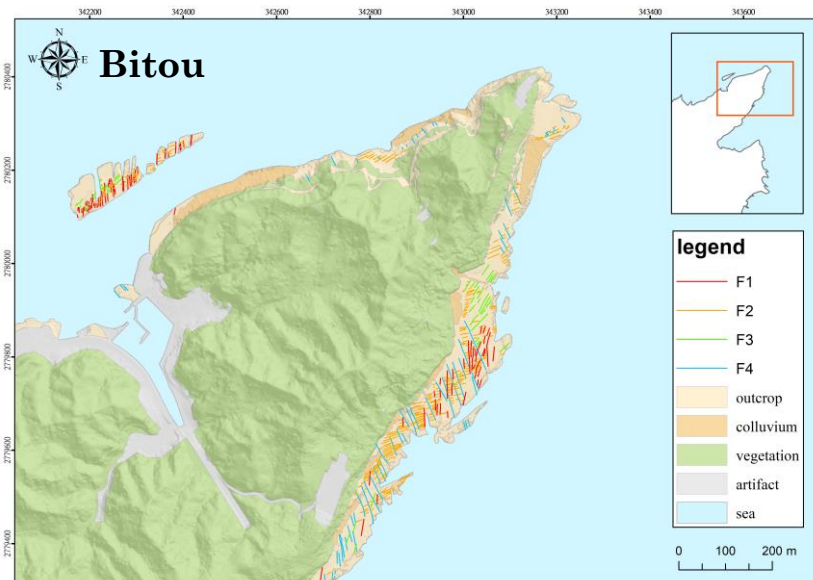 342200 342400 342600 342800 343000 343200 343400 343600
N
W E
S
Bitou
2780400
2780200
2780000
2779800
2779600
2779400
legend
F1
F2
F3
F4
outcrop
colluvium
vegetation
artifact
sea
0 100 200 m